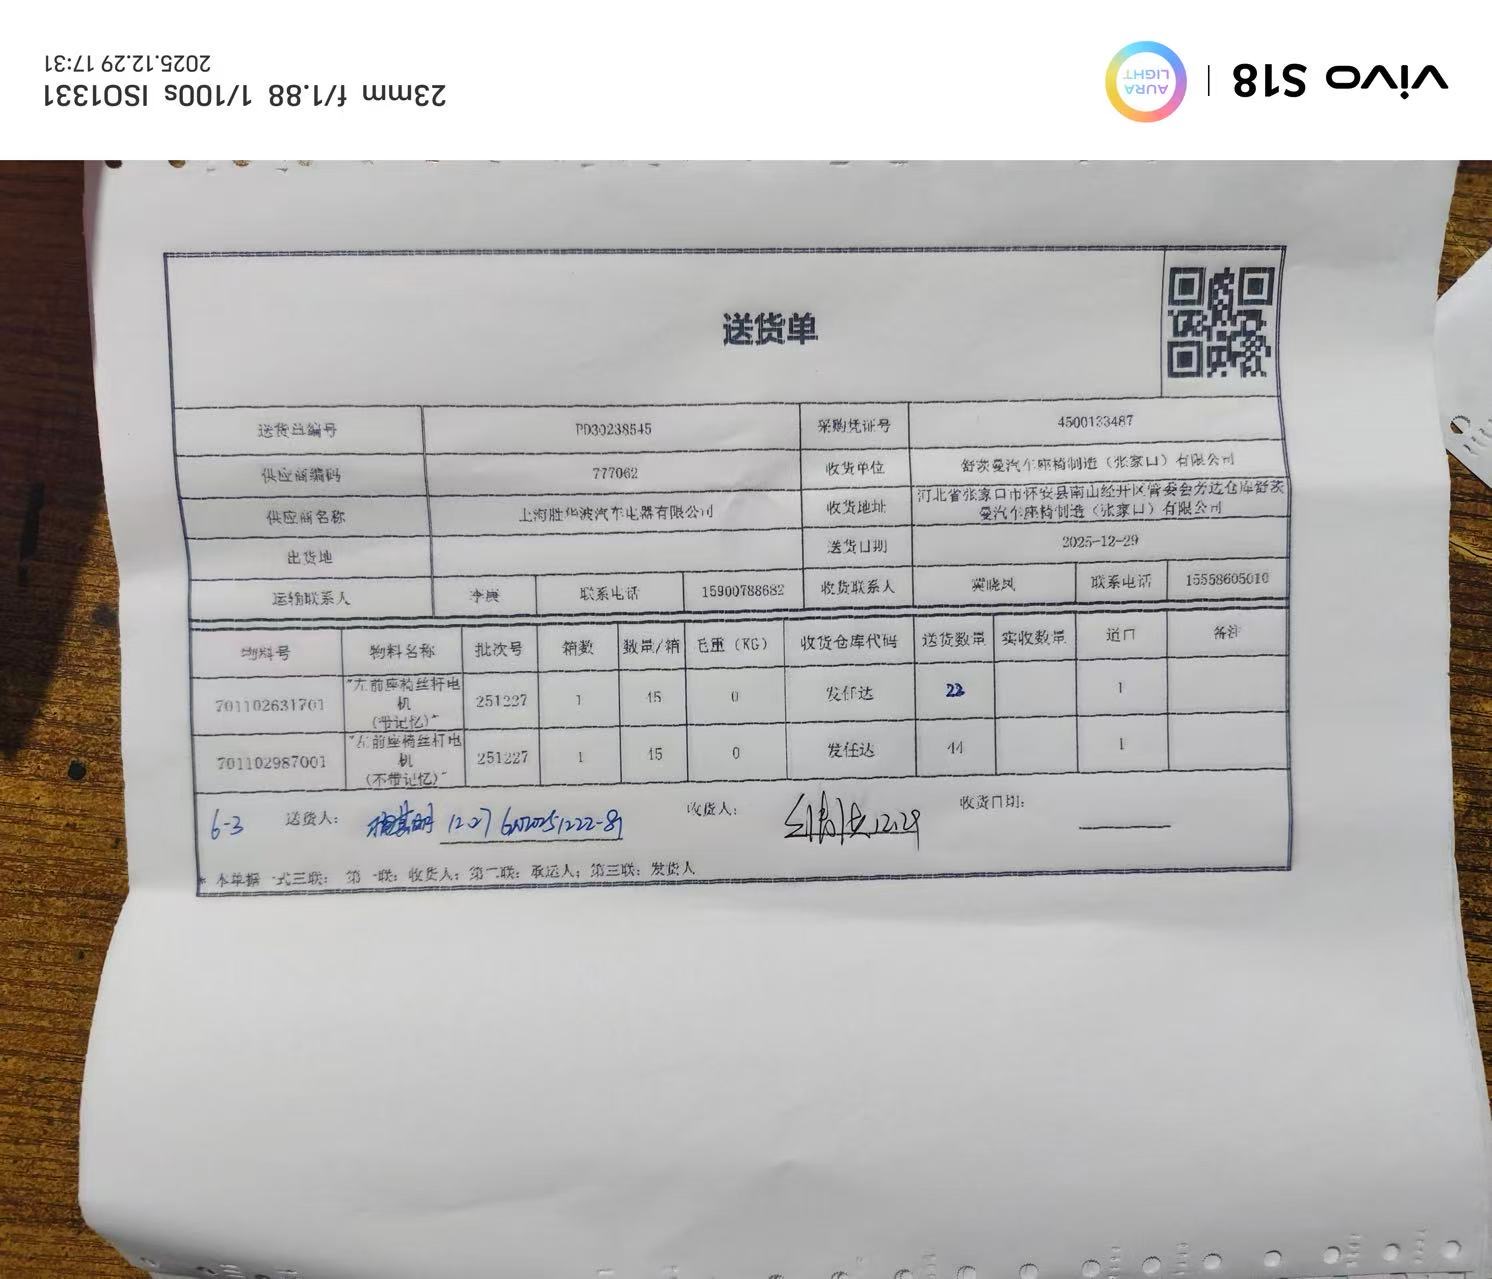 vivo S18
AURA LIGHT
23mm f/1.88 1/100s ISO1331
2025.12.29 17:31
送货单
送货单编号 PD30238545 采购凭证号 4500133487
供应商编码 777062 收货单位 舒茨曼汽车座椅制造（张家口）有限公司
供应商名称 上海胜华波汽车电器有限公司 收货地址 河北省张家口市怀安县南山经开区管委会旁边仓库舒茨
曼汽车座椅制造（张家口）有限公司
出货地 送货日期 2025-12-29
运输联系人 李庚 联系电话 15900788682 收货联系人 冀晓凤 联系电话 15558605010
物料号 物料名称 批次号 箱数 数量/箱 毛重（KG） 收货仓库代码 送货数量 实收数量 道口 备注
701102631701 "左前座椅丝杆电
机
（带记忆）" 251227 1 15 0 发任达 22 1
701102987001 "左前座椅丝杆电
机
（不带记忆）" 251227 1 15 0 发任达 44 1
6-3 送货人： 12.27 收货人： 12.29 收货日期：
* 本单据一式三联：第一联：收货人；第二联：承运人；第三联：发货人